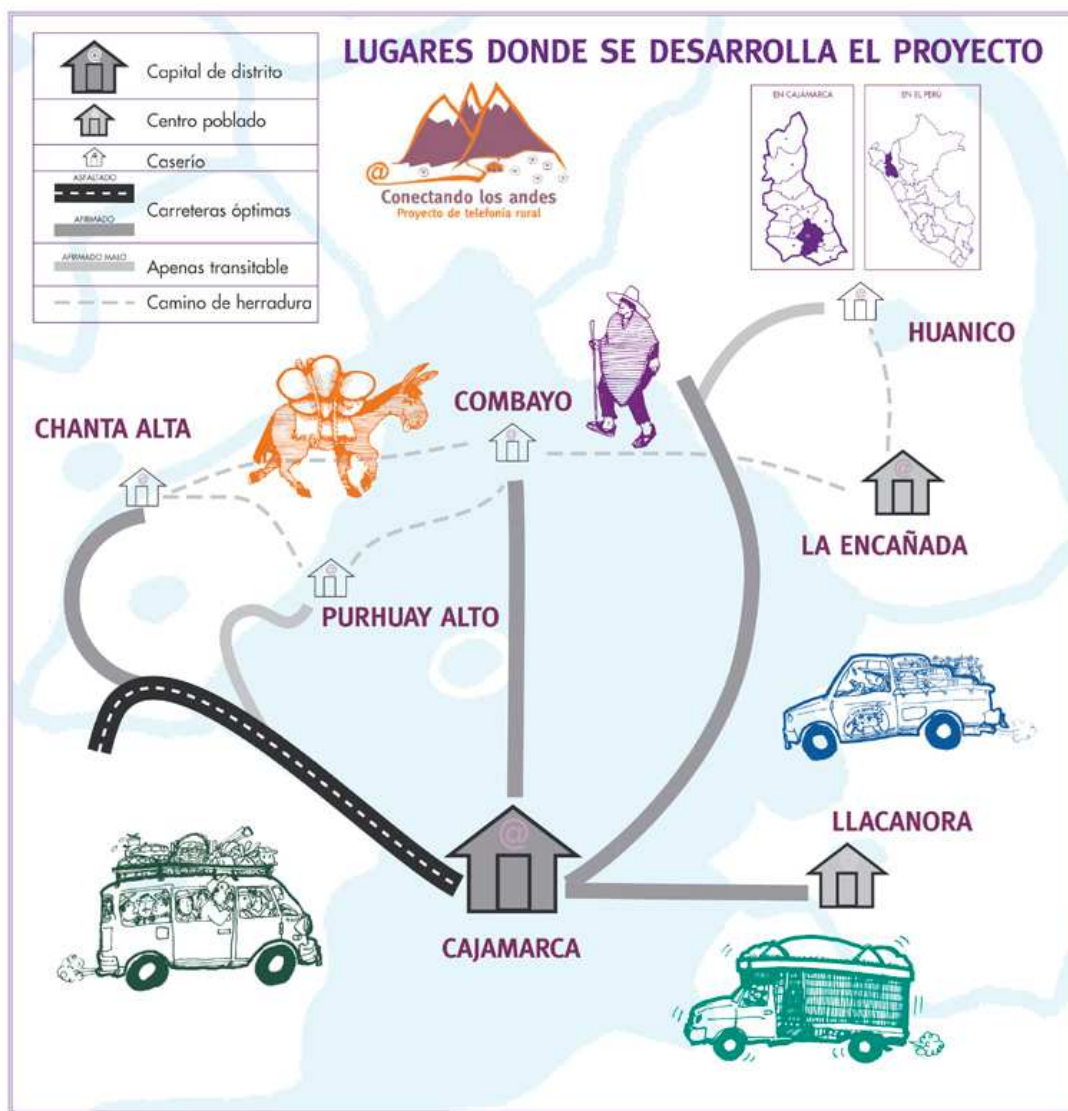 LUGARES DONDE SE DESARROLLA EL PROYECTO
@
Capital de distrito
Centro poblado
Caserío
ASFALTADO
Carreteras óptimas
AFIRMADO
AFIRMADO MALO
Apenas transitable
Camino de herradura
@
Conectando los andes
Proyecto de telefonía rural
EN CAJAMARCA
EN EL PERÚ
@
HUANICO
COMBAYO
@
CHANTA ALTA
@
@
LA ENCAÑADA
@
PURHUAY ALTO
@
CAJAMARCA
LLACANORA